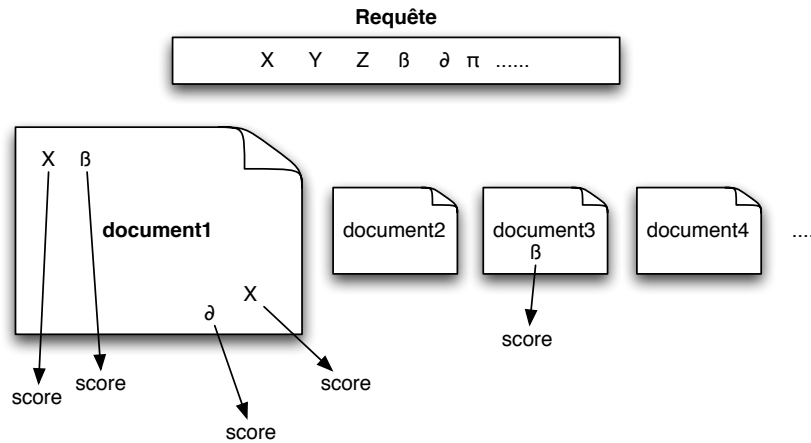 Requête
X Y Z ß ∂ π ......
X ß
document1
∂
X
document2
document3
ß
document4
....
score
score
score
score
score